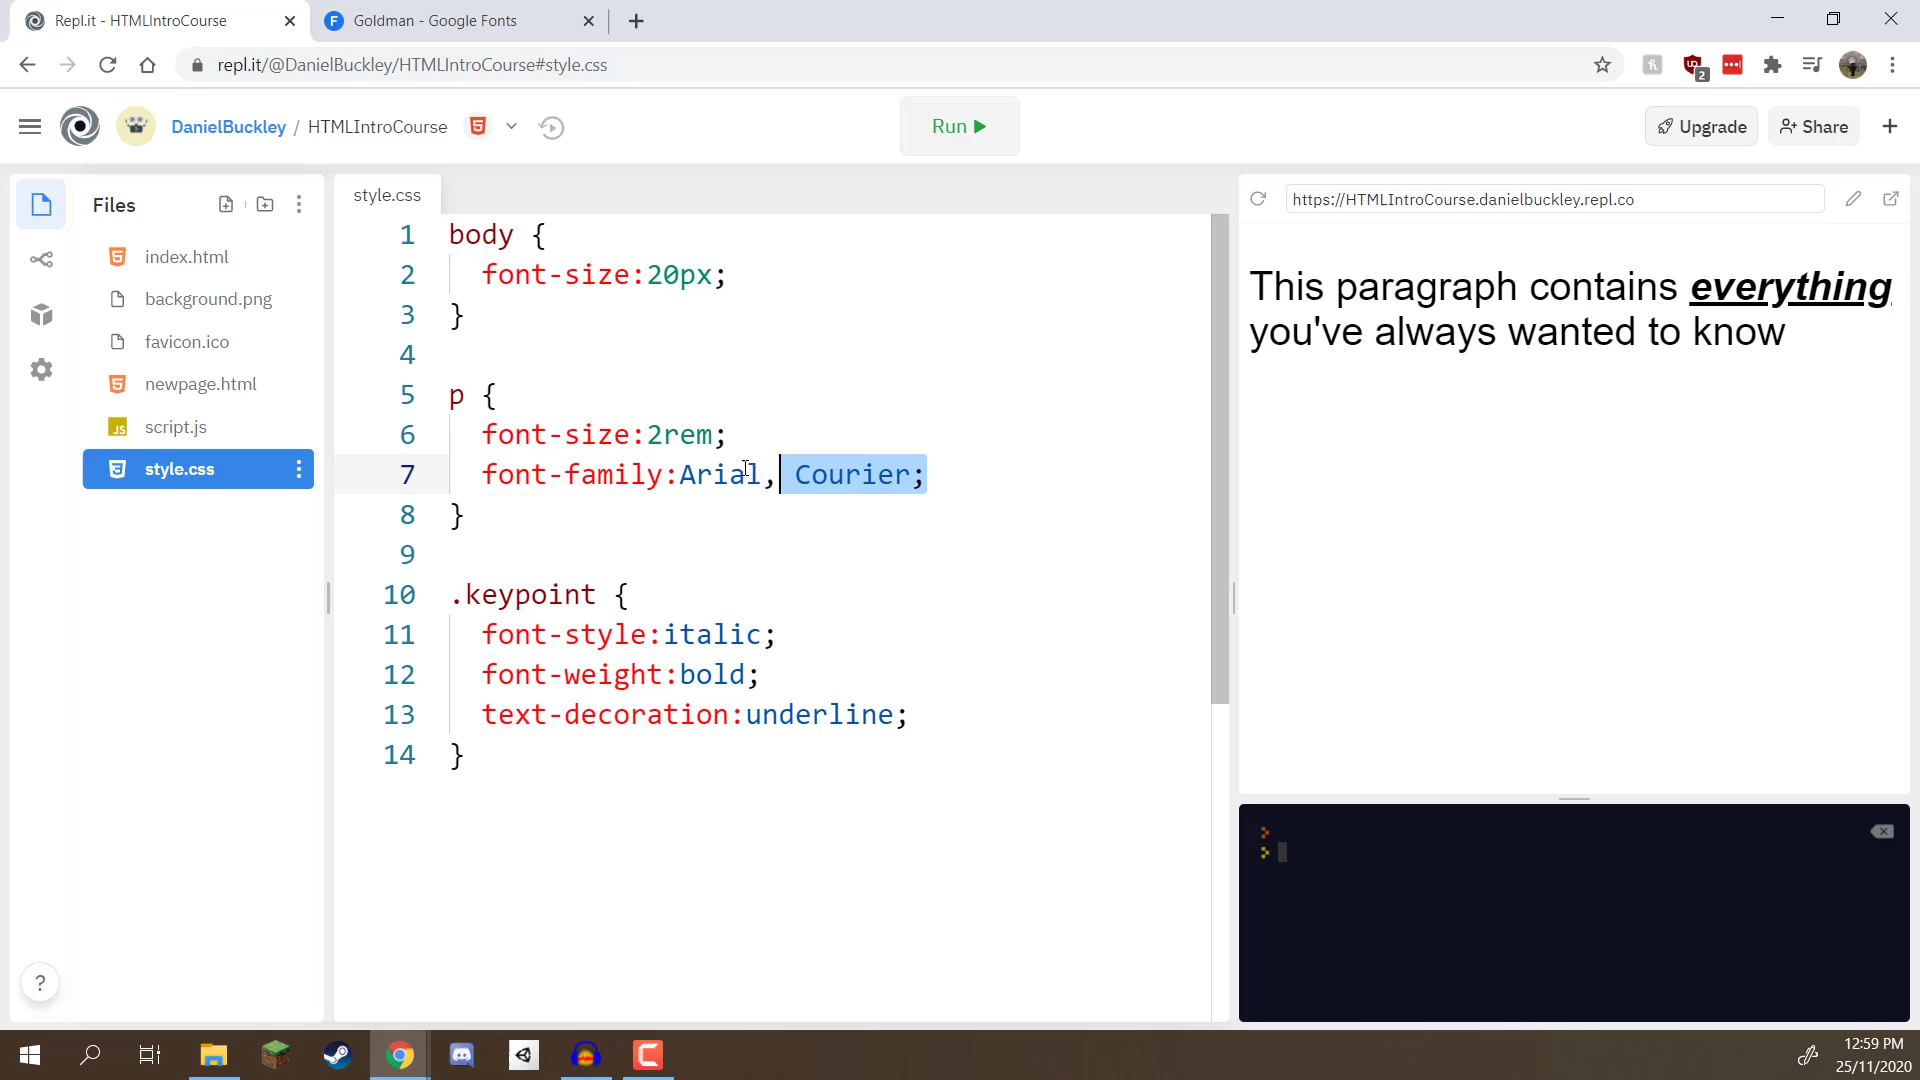 Repl.it - HTMLIntroCourse
Goldman - Google Fonts
repl.it/@DanielBuckley/HTMLIntroCourse#style.css
2
DanielBuckley / HTMLIntroCourse
Run
Upgrade
Share
Files
index.html
background.png
favicon.ico
newpage.html
script.js
style.css
style.css
1 body {
2 font-size:20px;
3 }
4
5 p {
6 font-size:2rem;
7 font-family:Arial, Courier;
8 }
9
10 .keypoint {
11 font-style:italic;
12 font-weight:bold;
13 text-decoration:underline;
14 }
https://HTMLIntroCourse.danielbuckley.repl.co
This paragraph contains everything
you've always wanted to know
>
>
?
12:59 PM
25/11/2020